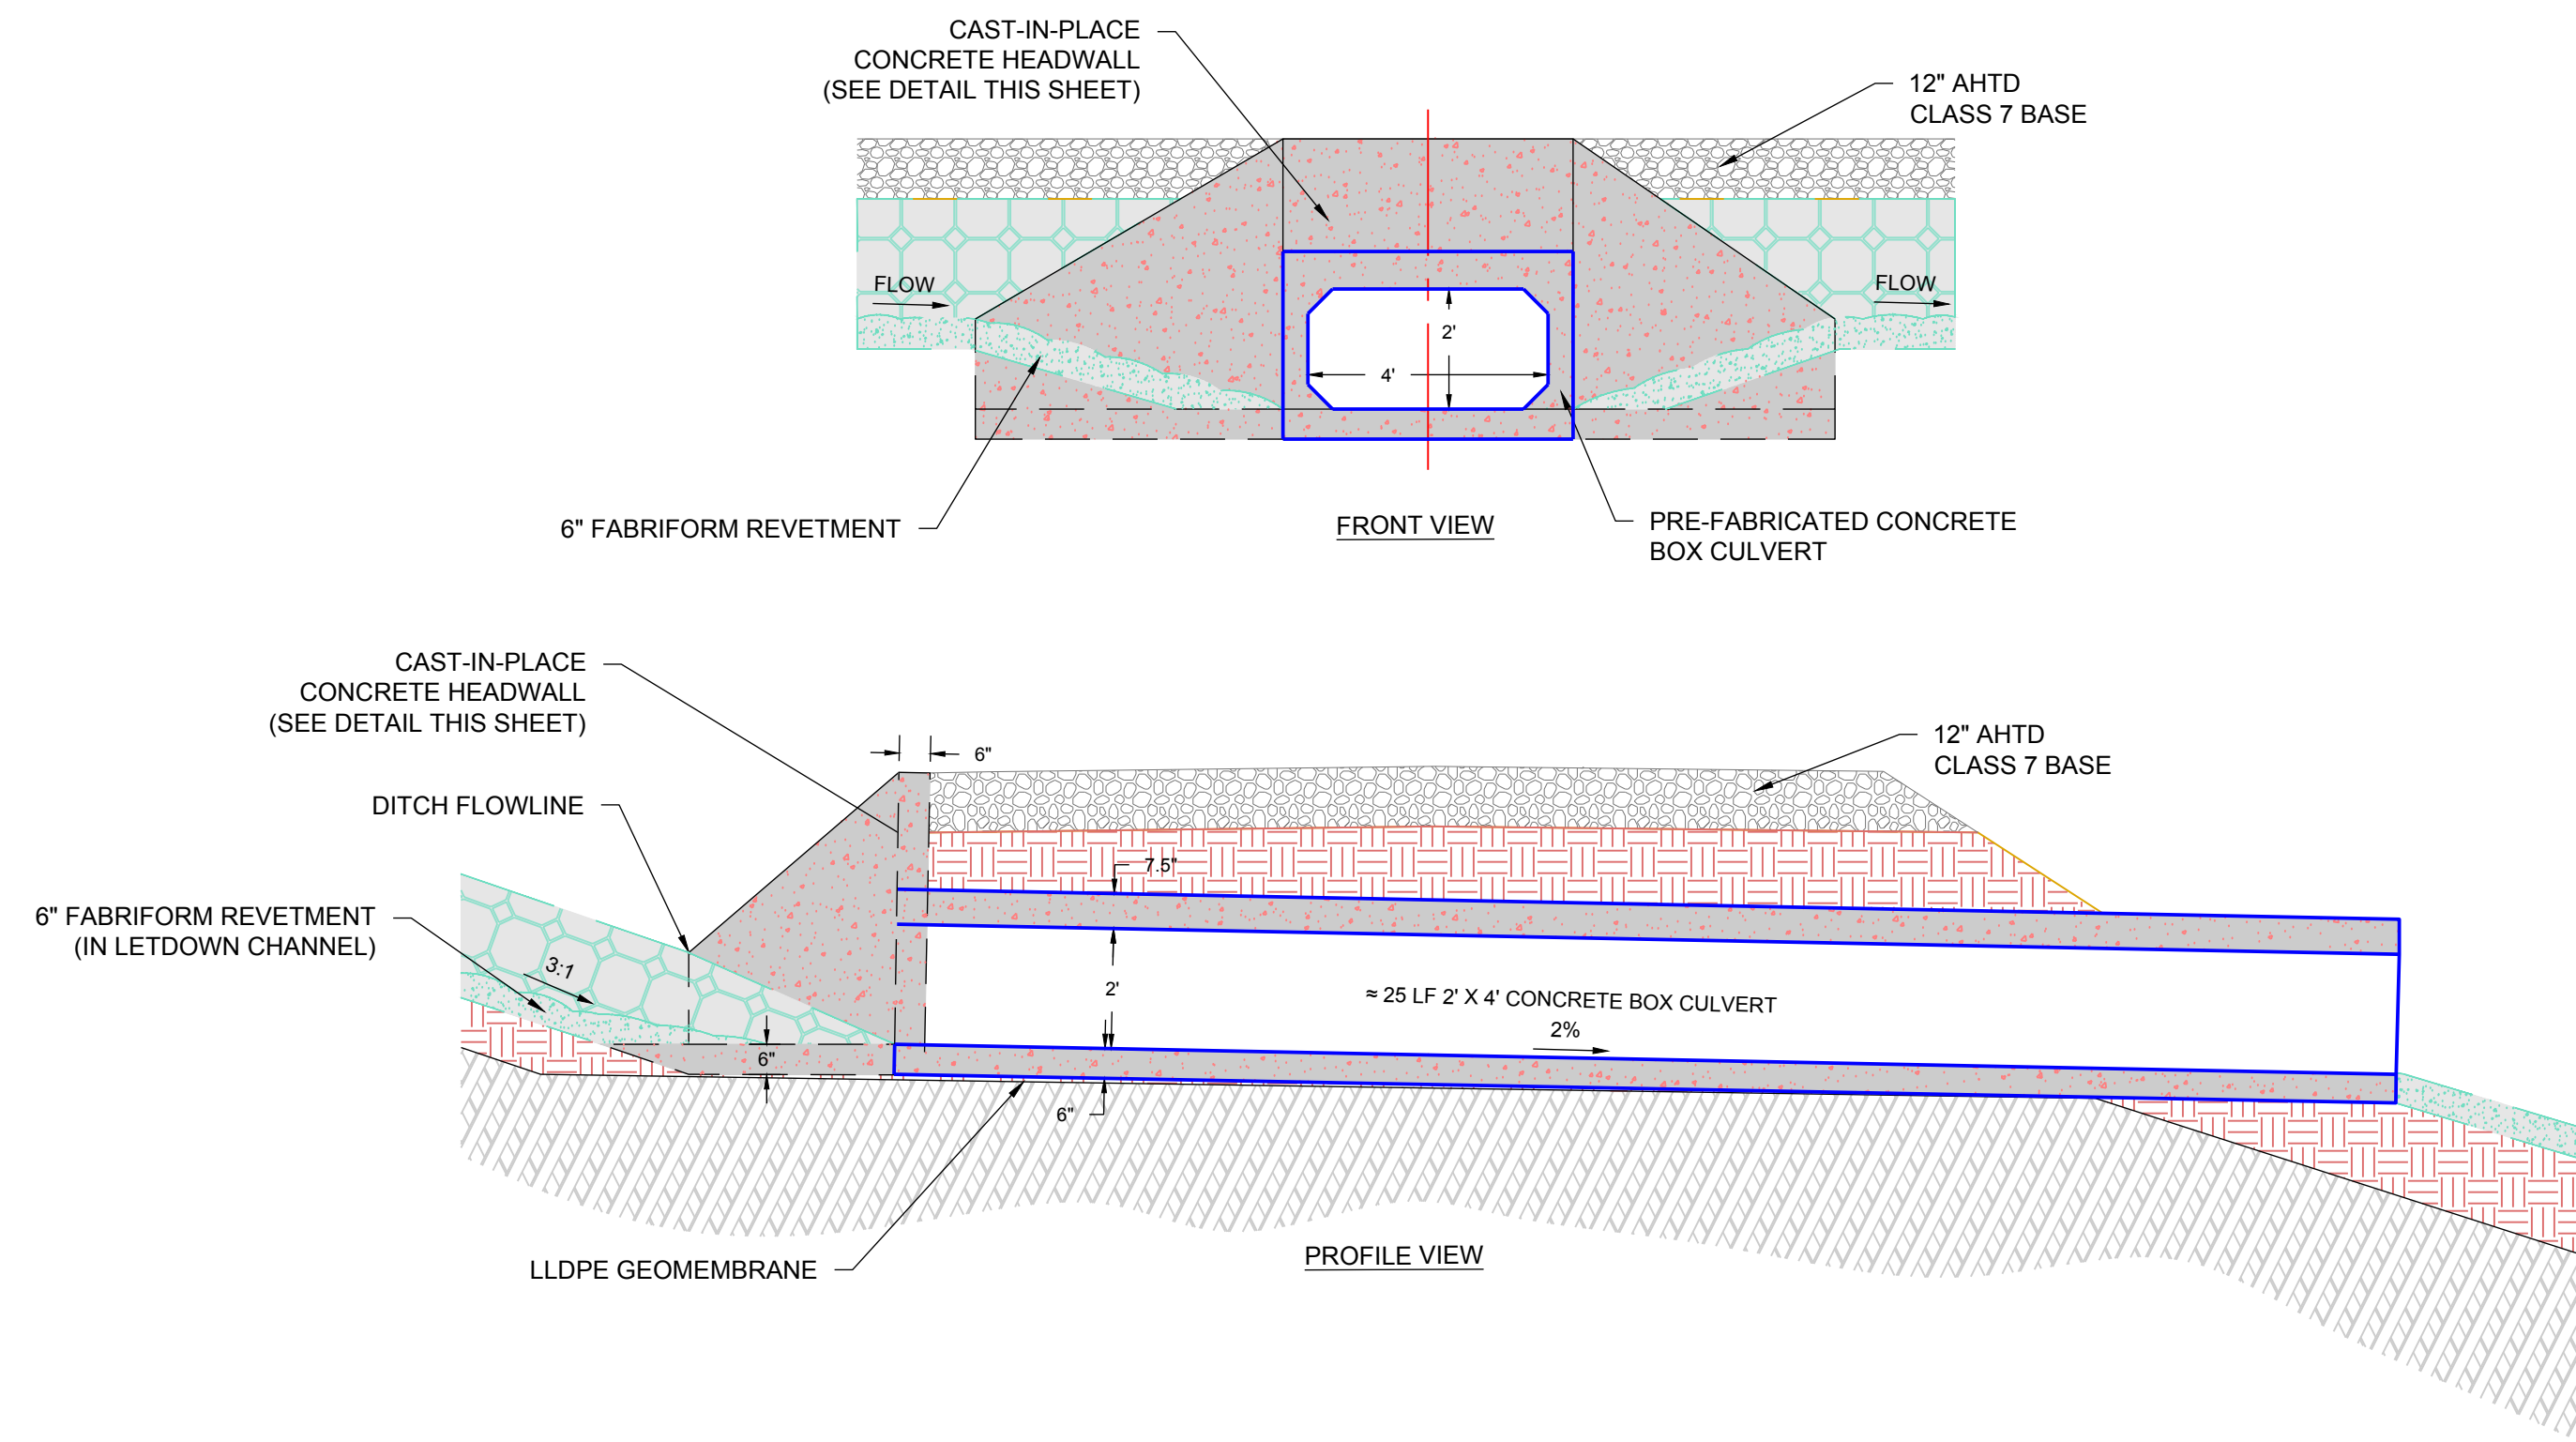 CAST-IN-PLACE
CONCRETE HEADWALL
(SEE DETAIL THIS SHEET)
12" AHTD
CLASS 7 BASE
FLOW
FLOW
2'
4'
6" FABRIFORM REVETMENT
FRONT VIEW
PRE-FABRICATED CONCRETE
BOX CULVERT
CAST-IN-PLACE
CONCRETE HEADWALL
(SEE DETAIL THIS SHEET)
6"
12" AHTD
CLASS 7 BASE
DITCH FLOWLINE
7.5"
6" FABRIFORM REVETMENT
(IN LETDOWN CHANNEL)
3:1
2'
≈ 25 LF 2' X 4' CONCRETE BOX CULVERT
2%
6"
6"
LLDPE GEOMEMBRANE
PROFILE VIEW